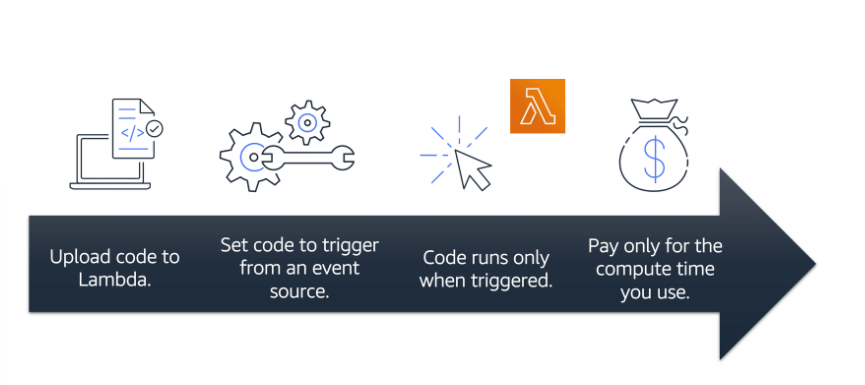 </>
λ
$
Upload code to
Lambda.
Set code to trigger
from an event
source.
Code runs only
when triggered.
Pay only for the
compute time
you use.